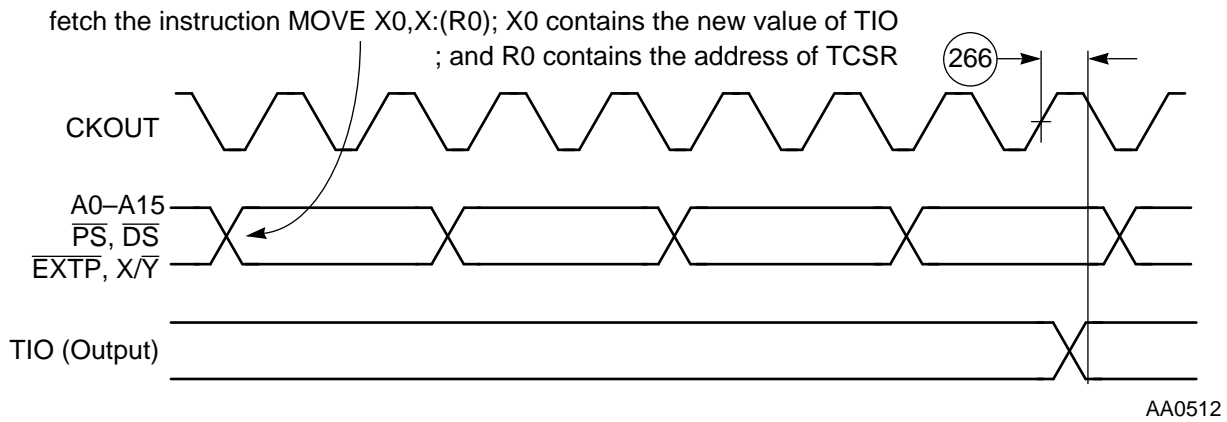 fetch the instruction MOVE X0,X:(R0); X0 contains the new value of TIO
; and R0 contains the address of TCSR
266
CKOUT
A0–A15
PS, DS
EXTP, X/Y
TIO (Output)
AA0512